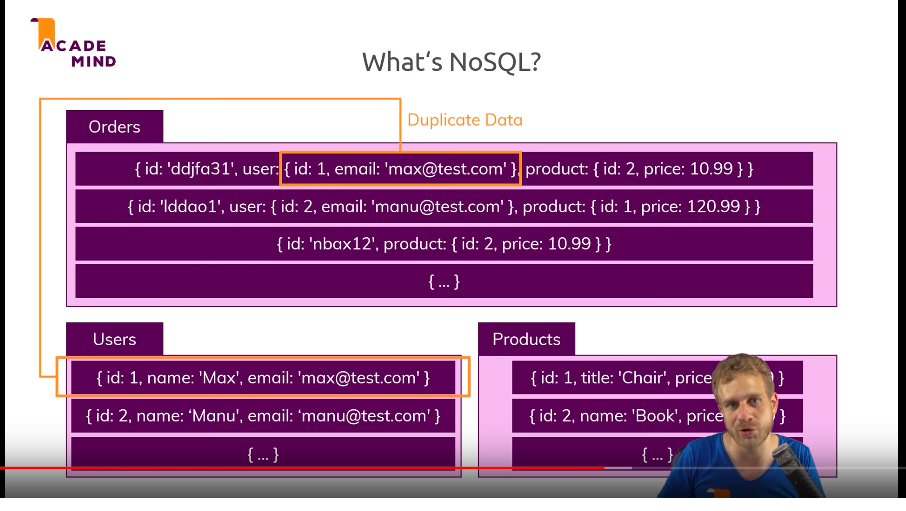 ACADE
MIND
What's NoSQL?
Duplicate Data
Orders
{ id: 'ddjfa31', user: { id: 1, email: 'max@test.com' }, product: { id: 2, price: 10.99 } }
{ id: 'lddao1', user: { id: 2, email: 'manu@test.com' }, product: { id: 1, price: 120.99 } }
{ id: 'nbax12', product: { id: 2, price: 10.99 } }
{ ... }
Users
{ id: 1, name: 'Max', email: 'max@test.com' }
{ id: 2, name: ‘Manu', email: ‘manu@test.com' }
{ ... }
Products
{ id: 1, title: 'Chair', price }
{ id: 2, name: 'Book', price }
{ ... }